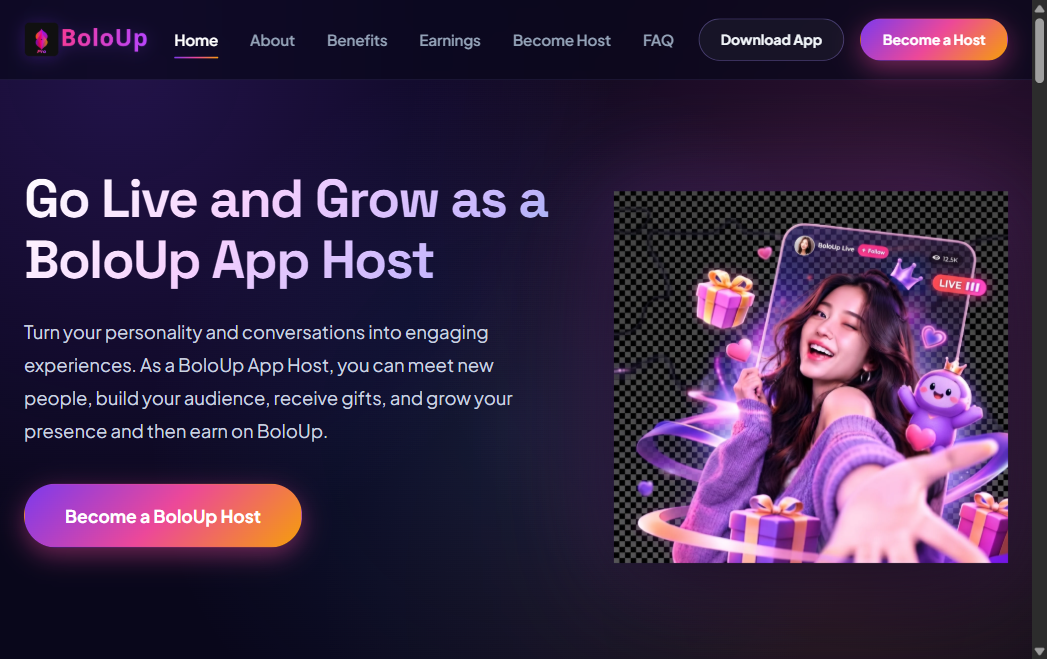 BoloUp
Home
About
Benefits
Earnings
Become Host
FAQ
Download App
Become a Host
Go Live and Grow as a
BoloUp App Host
Turn your personality and conversations into engaging
experiences. As a BoloUp App Host, you can meet new
people, build your audience, receive gifts, and grow your
presence and then earn on BoloUp.
Become a BoloUp Host
BoloUp Live
+ Follow
12.5K
LIVE